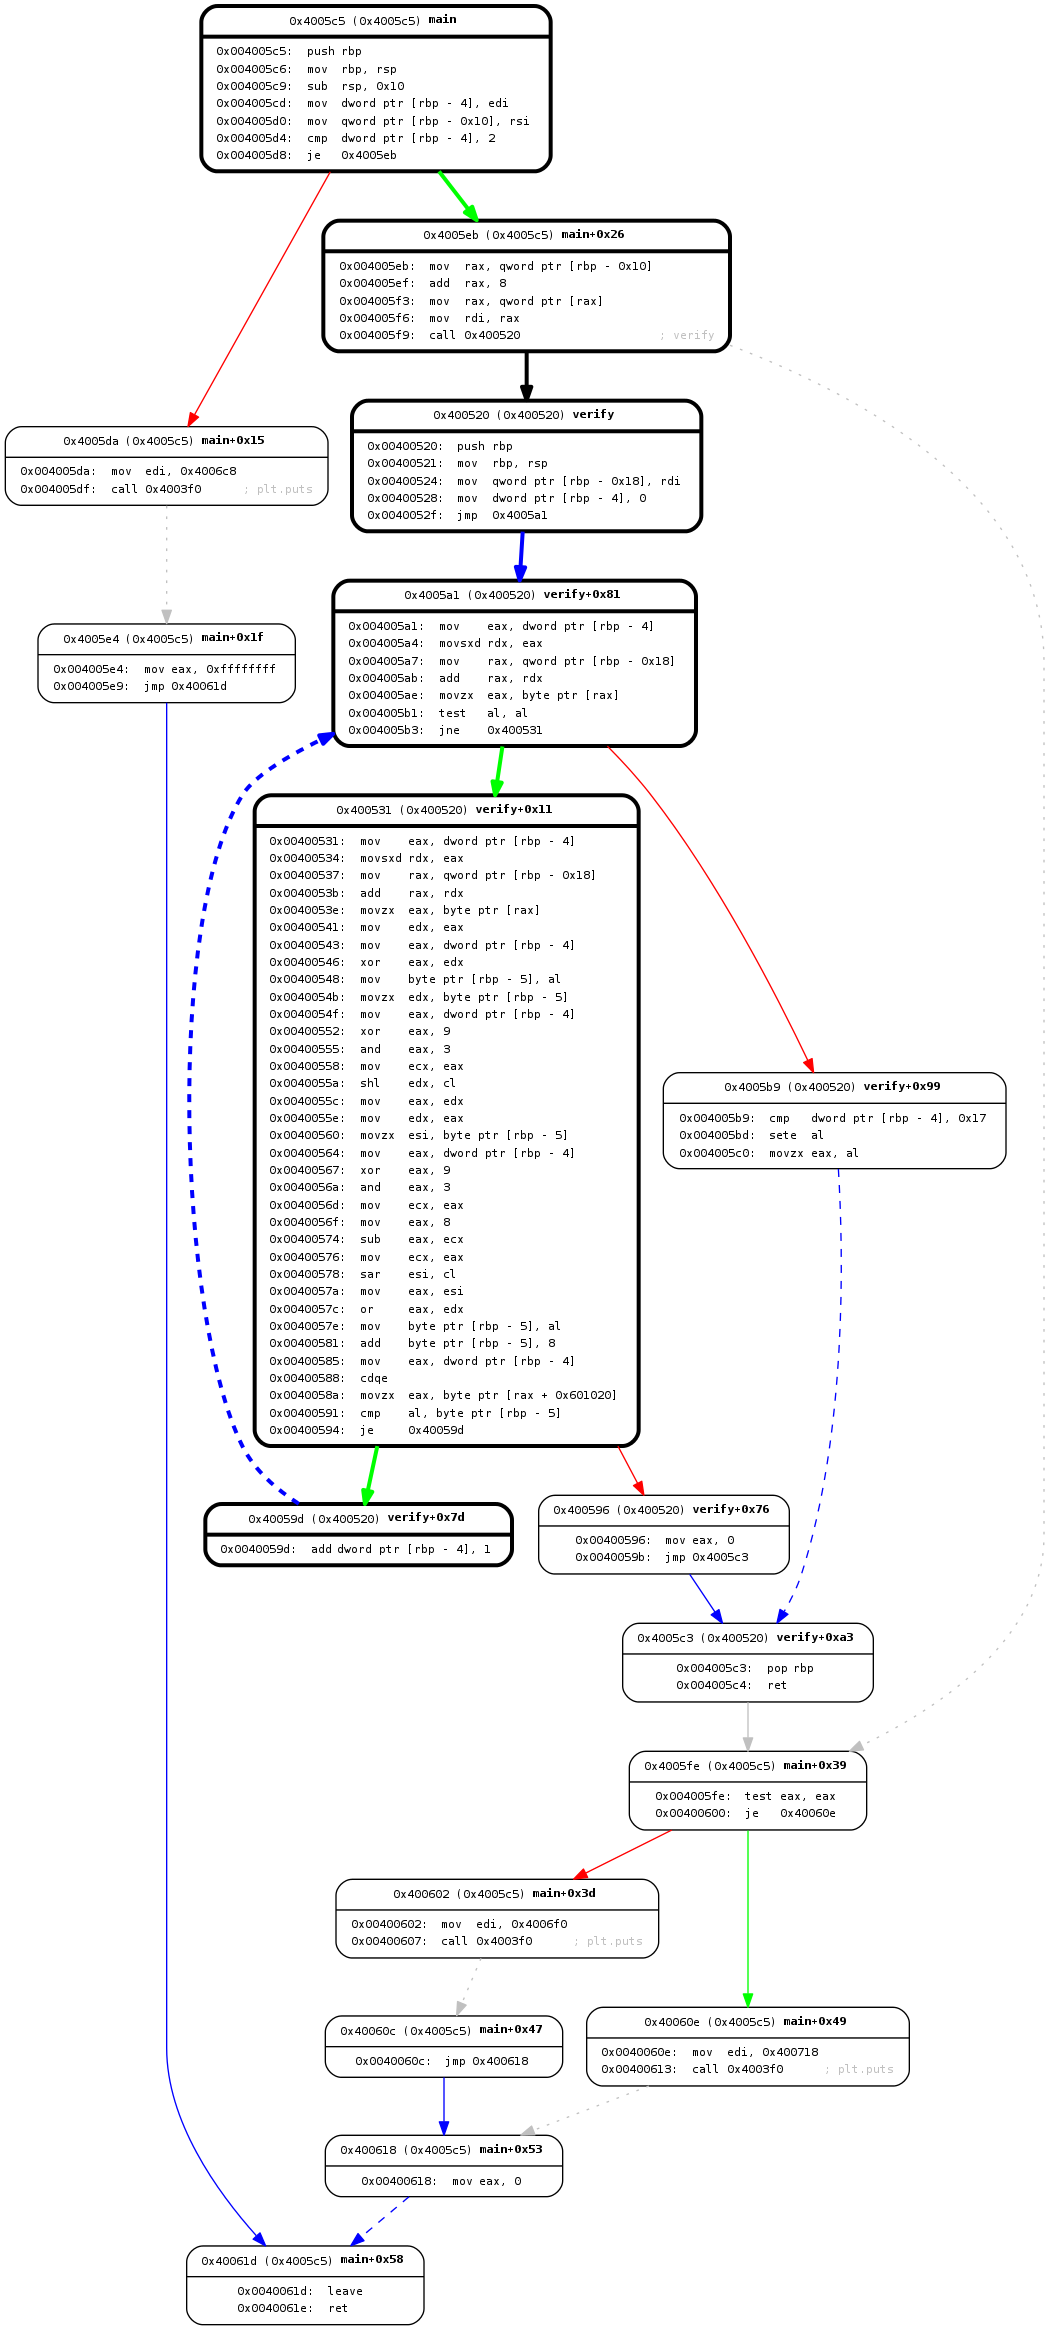 0x4005c5 (0x4005c5) main
0x004005c5: push rbp
0x004005c6: mov rbp, rsp
0x004005c9: sub rsp, 0x10
0x004005cd: mov dword ptr [rbp - 4], edi
0x004005d0: mov qword ptr [rbp - 0x10], rsi
0x004005d4: cmp dword ptr [rbp - 4], 2
0x004005d8: je 0x4005eb
0x4005eb (0x4005c5) main+0x26
0x004005eb: mov rax, qword ptr [rbp - 0x10]
0x004005ef: add rax, 8
0x004005f3: mov rax, qword ptr [rax]
0x004005f6: mov rdi, rax
0x004005f9: call 0x400520 ; verify
0x400520 (0x400520) verify
0x00400520: push rbp
0x00400521: mov rbp, rsp
0x00400524: mov qword ptr [rbp - 0x18], rdi
0x00400528: mov dword ptr [rbp - 4], 0
0x0040052f: jmp 0x4005a1
0x4005da (0x4005c5) main+0x15
0x004005da: mov edi, 0x4006c8
0x004005df: call 0x4003f0 ; plt.puts
0x4005a1 (0x400520) verify+0x81
0x004005a1: mov eax, dword ptr [rbp - 4]
0x004005a4: movsxd rdx, eax
0x004005a7: mov rax, qword ptr [rbp - 0x18]
0x004005ab: add rax, rdx
0x004005ae: movzx eax, byte ptr [rax]
0x004005b1: test al, al
0x004005b3: jne 0x400531
0x4005e4 (0x4005c5) main+0x1f
0x004005e4: mov eax, 0xffffffff
0x004005e9: jmp 0x40061d
0x400531 (0x400520) verify+0x11
0x00400531: mov eax, dword ptr [rbp - 4]
0x00400534: movsxd rdx, eax
0x00400537: mov rax, qword ptr [rbp - 0x18]
0x0040053b: add rax, rdx
0x0040053e: movzx eax, byte ptr [rax]
0x00400541: mov edx, eax
0x00400543: mov eax, dword ptr [rbp - 4]
0x00400546: xor eax, edx
0x00400548: mov byte ptr [rbp - 5], al
0x0040054b: movzx edx, byte ptr [rbp - 5]
0x0040054f: mov eax, dword ptr [rbp - 4]
0x00400552: xor eax, 9
0x00400555: and eax, 3
0x00400558: mov ecx, eax
0x0040055a: shl edx, cl
0x0040055c: mov eax, edx
0x0040055e: mov edx, eax
0x00400560: movzx esi, byte ptr [rbp - 5]
0x00400564: mov eax, dword ptr [rbp - 4]
0x00400567: xor eax, 9
0x0040056a: and eax, 3
0x0040056d: mov ecx, eax
0x0040056f: mov eax, 8
0x00400574: sub eax, ecx
0x00400576: mov ecx, eax
0x00400578: sar esi, cl
0x0040057a: mov eax, esi
0x0040057c: or eax, edx
0x0040057e: mov byte ptr [rbp - 5], al
0x00400581: add byte ptr [rbp - 5], 8
0x00400585: mov eax, dword ptr [rbp - 4]
0x00400588: cdqe
0x0040058a: movzx eax, byte ptr [rax + 0x601020]
0x00400591: cmp al, byte ptr [rbp - 5]
0x00400594: je 0x40059d
0x4005b9 (0x400520) verify+0x99
0x004005b9: cmp dword ptr [rbp - 4], 0x17
0x004005bd: sete al
0x004005c0: movzx eax, al
0x40059d (0x400520) verify+0x7d
0x0040059d: add dword ptr [rbp - 4], 1
0x400596 (0x400520) verify+0x76
0x00400596: mov eax, 0
0x0040059b: jmp 0x4005c3
0x4005c3 (0x400520) verify+0xa3
0x004005c3: pop rbp
0x004005c4: ret
0x4005fe (0x4005c5) main+0x39
0x004005fe: test eax, eax
0x00400600: je 0x40060e
0x400602 (0x4005c5) main+0x3d
0x00400602: mov edi, 0x4006f0
0x00400607: call 0x4003f0 ; plt.puts
0x40060c (0x4005c5) main+0x47
0x0040060c: jmp 0x400618
0x40060e (0x4005c5) main+0x49
0x0040060e: mov edi, 0x400718
0x00400613: call 0x4003f0 ; plt.puts
0x400618 (0x4005c5) main+0x53
0x00400618: mov eax, 0
0x40061d (0x4005c5) main+0x58
0x0040061d: leave
0x0040061e: ret